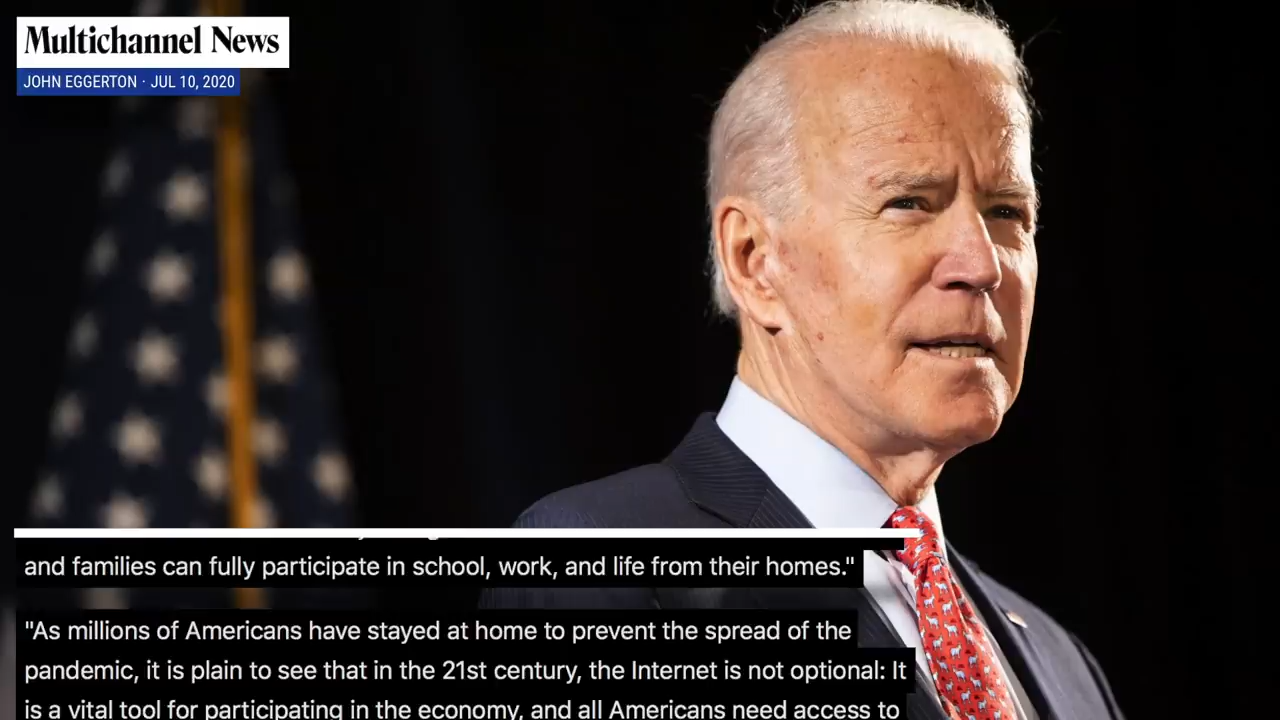 Multichannel News
JOHN EGGERTON · JUL 10, 2020
and families can fully participate in school, work, and life from their homes."
"As millions of Americans have stayed at home to prevent the spread of the
pandemic, it is plain to see that in the 21st century, the Internet is not optional: It
is a vital tool for participating in the economy, and all Americans need access to